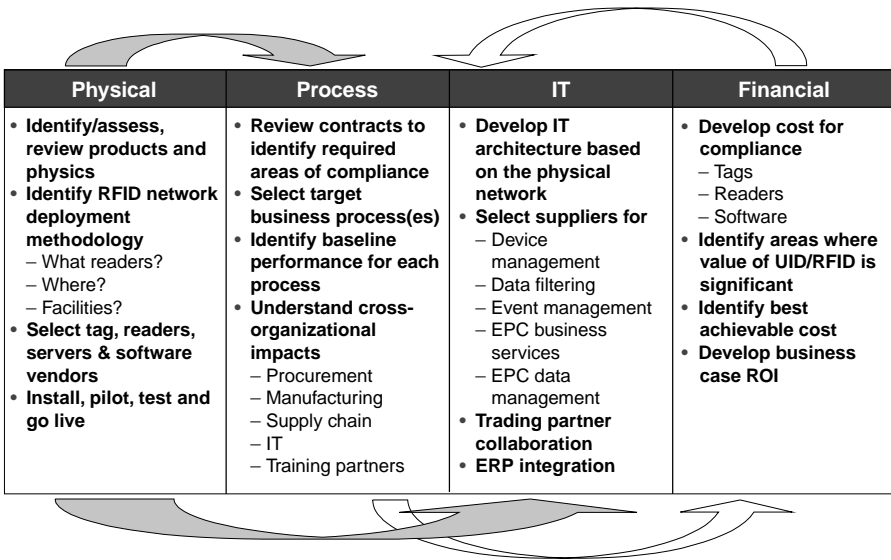 Physical
• Identify/assess,
review products and
physics
• Identify RFID network
deployment
methodology
– What readers?
– Where?
– Facilities?
• Select tag, readers,
servers & software
vendors
• Install, pilot, test and
go live
Process
• Review contracts to
identify required
areas of compliance
• Select target
business process(es)
• Identify baseline
performance for each
process
• Understand cross-
organizational
impacts
– Procurement
– Manufacturing
– Supply chain
– IT
– Training partners
IT
• Develop IT
architecture based
on the physical
network
• Select suppliers for
– Device
management
– Data filtering
– Event management
– EPC business
services
– EPC data
management
• Trading partner
collaboration
• ERP integration
Financial
• Develop cost for
compliance
– Tags
– Readers
– Software
• Identify areas where
value of UID/RFID is
significant
• Identify best
achievable cost
• Develop business
case ROI